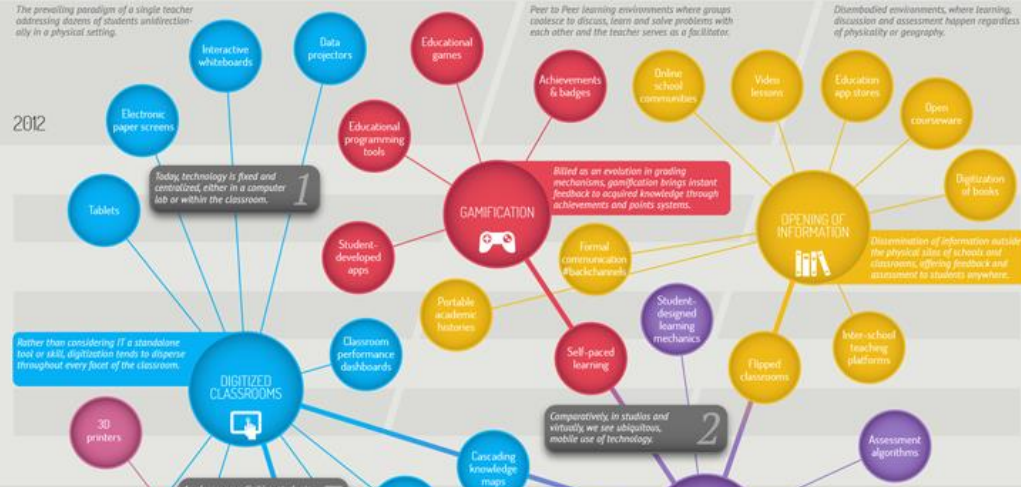 The prevailing paradigm of a single teacher
addressing dozens of students unidirection-
ally in a physical setting.
Peer to Peer learning environments where groups
coalesce to discuss, learn and solve problems with
each other and the teacher serves as a facilitator.
Disembodied environments, where learning,
discussion and assessment happen regardless
of physicality or geography.
2012
Interactive
whiteboards
Data
projectors
Educational
games
Achievements
& badges
Online
school
communities
Video
lessons
Education
app stores
Open
courseware
Electronic
paper screens
Educational
programming
tools
Digitization
of books
Today, technology is fixed and
centralized, either in a computer
lab or within the classroom.
1
Billed as an evolution in grading
mechanisms, gamification brings instant
feedback to acquired knowledge through
achievements and points systems.
Tablets
GAMIFICATION
OPENING OF
INFORMATION
Student-
developed
apps
Formal
communication
#backchannels
Dissemination of information outside
the physical silos of schools and
classrooms, offering feedback and
assessment to students anywhere.
Portable
academic
histories
Student-
designed
learning
mechanics
Rather than considering IT a standalone
tool or skill, digitization tends to disperse
throughout every facet of the classroom.
Classroom
performance
dashboards
Self-paced
learning
Flipped
classrooms
Inter-school
teaching
platforms
DIGITIZED
CLASSROOMS
3D
printers
Comparatively, in studios and
virtually, we see ubiquitous,
mobile use of technology.
2
Assessment
algorithms
Cascading
knowledge
maps